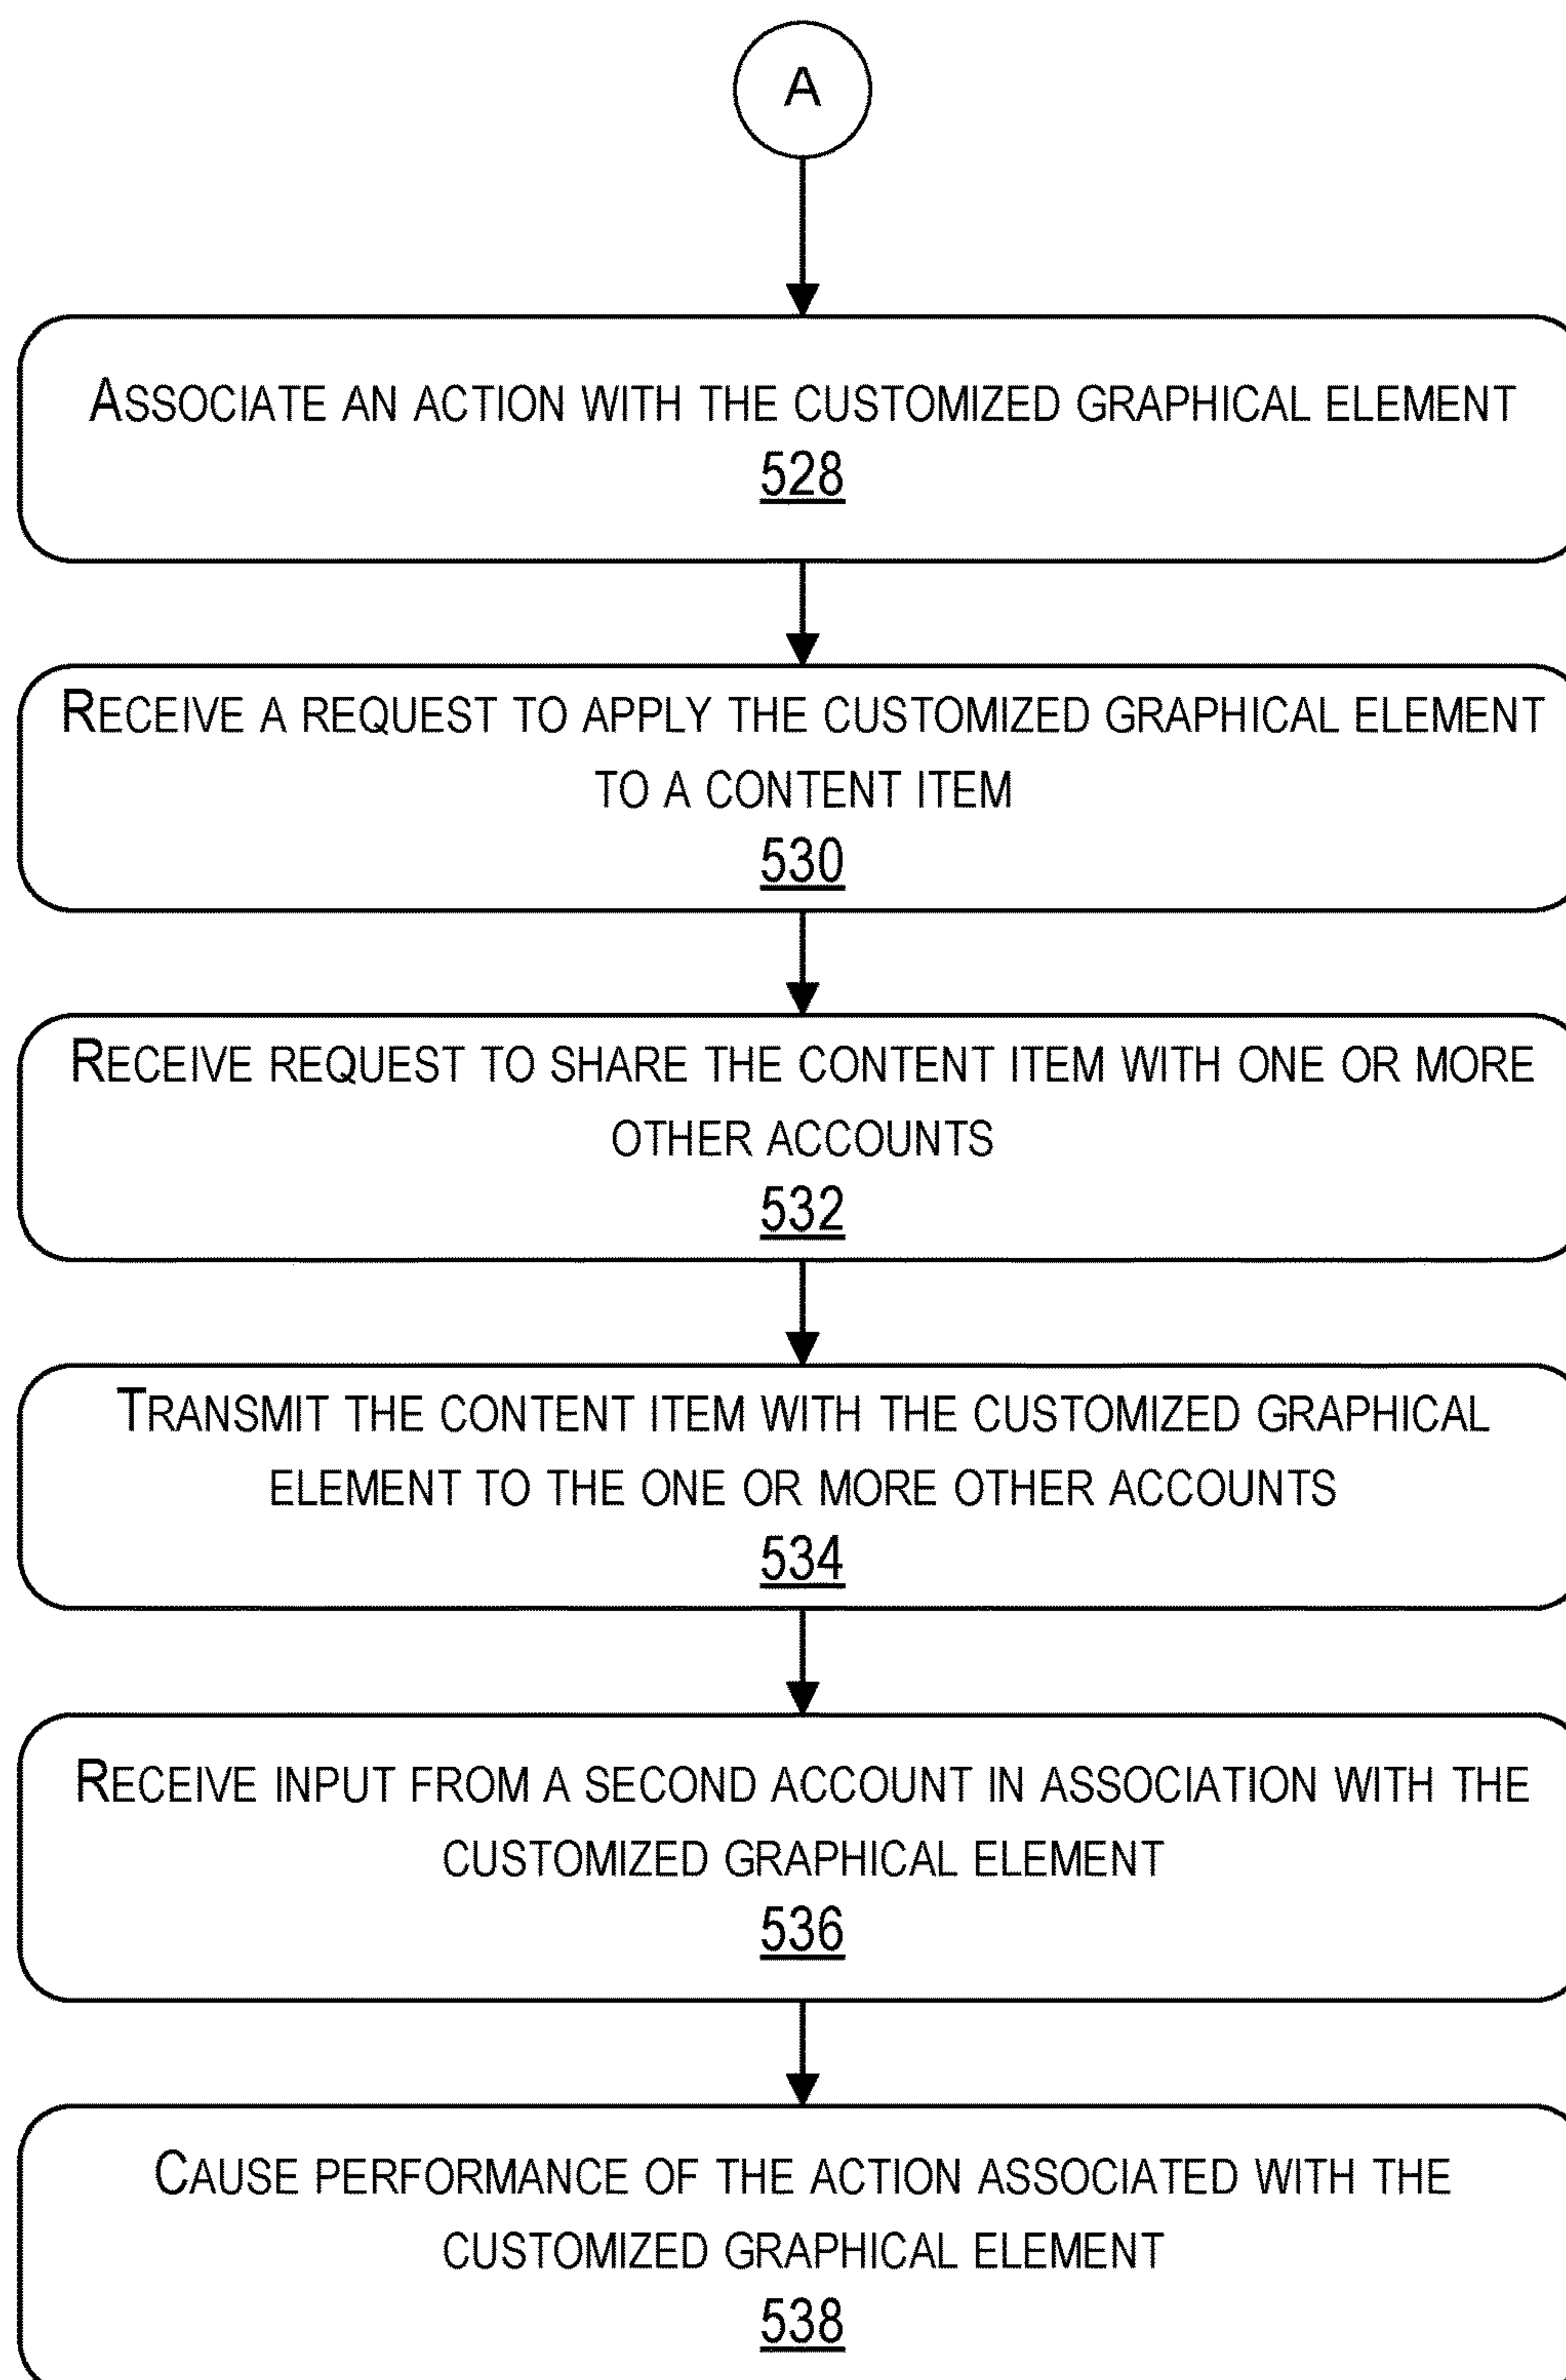 A
ASSOCIATE AN ACTION WITH THE CUSTOMIZED GRAPHICAL ELEMENT
528
RECEIVE A REQUEST TO APPLY THE CUSTOMIZED GRAPHICAL ELEMENT
TO A CONTENT ITEM
530
RECEIVE REQUEST TO SHARE THE CONTENT ITEM WITH ONE OR MORE
OTHER ACCOUNTS
532
TRANSMIT THE CONTENT ITEM WITH THE CUSTOMIZED GRAPHICAL
ELEMENT TO THE ONE OR MORE OTHER ACCOUNTS
534
RECEIVE INPUT FROM A SECOND ACCOUNT IN ASSOCIATION WITH THE
CUSTOMIZED GRAPHICAL ELEMENT
536
CAUSE PERFORMANCE OF THE ACTION ASSOCIATED WITH THE
CUSTOMIZED GRAPHICAL ELEMENT
538